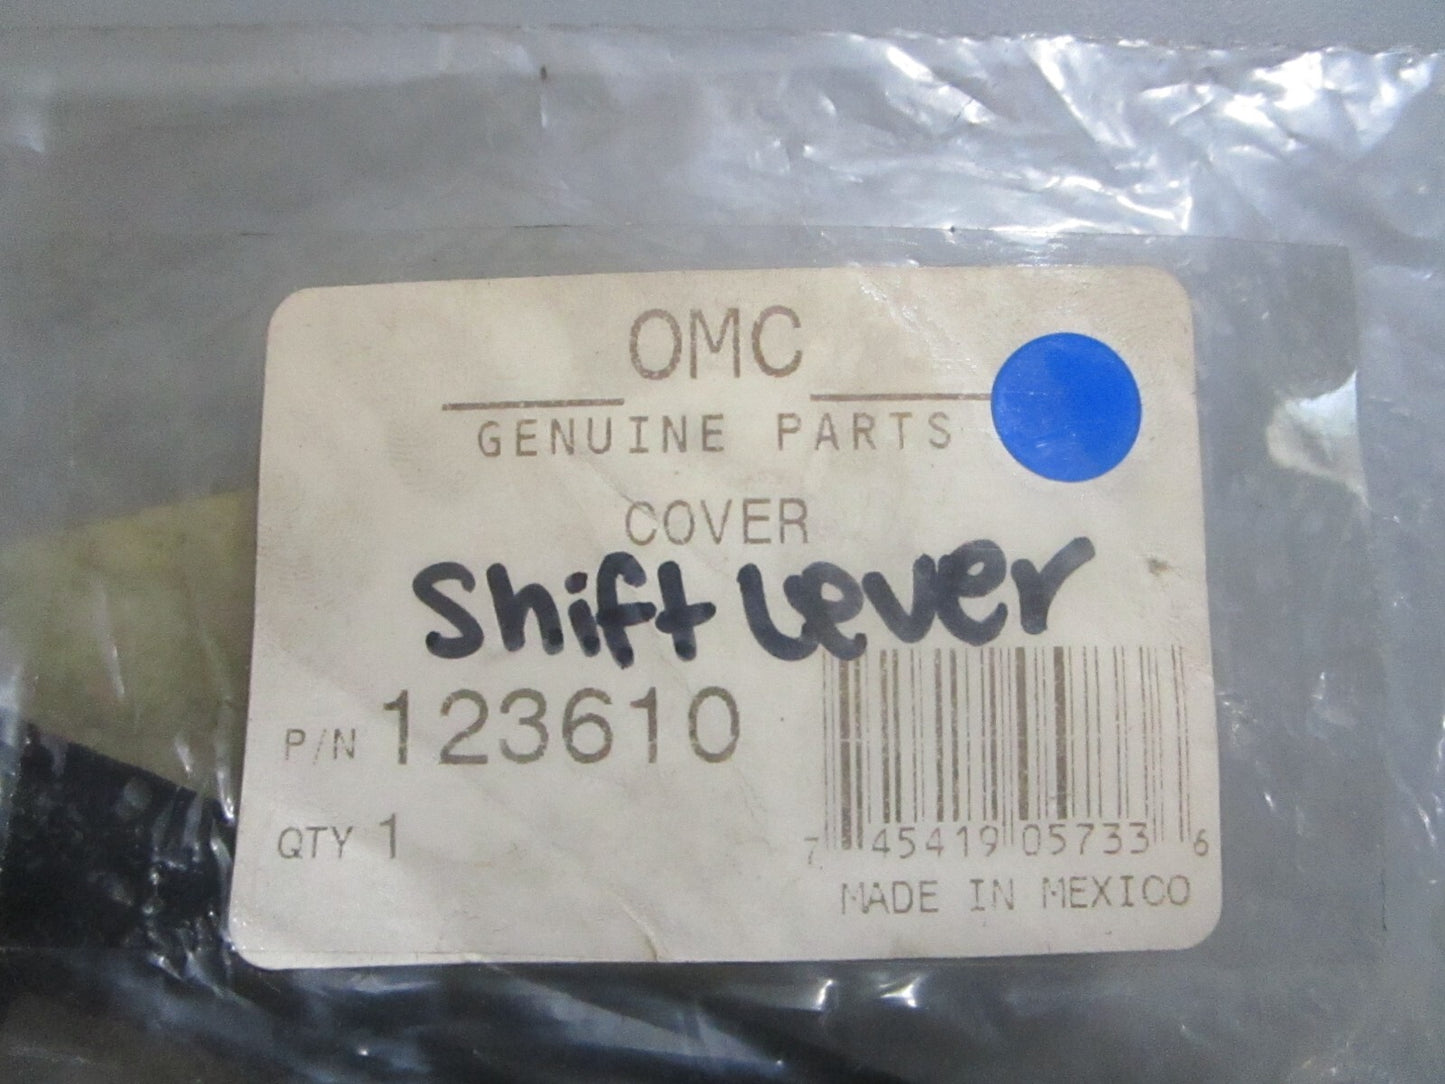 OMC
GENUINE PARTS
COVER
Shift Lever
P/N 123610
QTY 1
7 45419 05733 6
MADE IN MEXICO